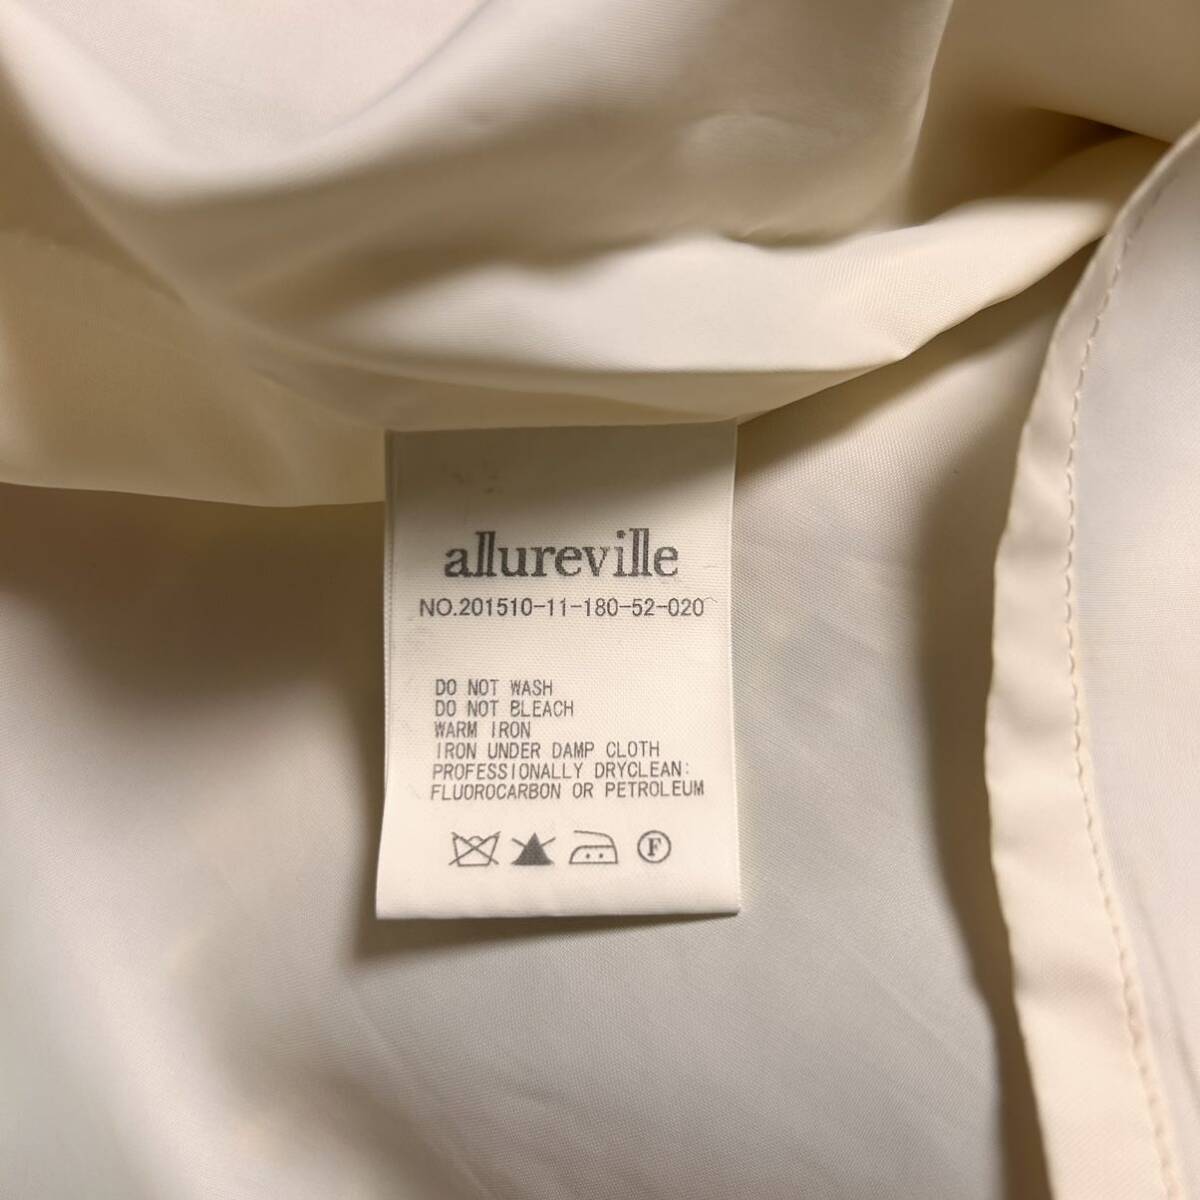 allureville
NO.201510-11-180-52-020
DO NOT WASH
DO NOT BLEACH
WARM IRON
IRON UNDER DAMP CLOTH
PROFESSIONALLY DRYCLEAN:
FLUOROCARBON OR PETROLEUM
F